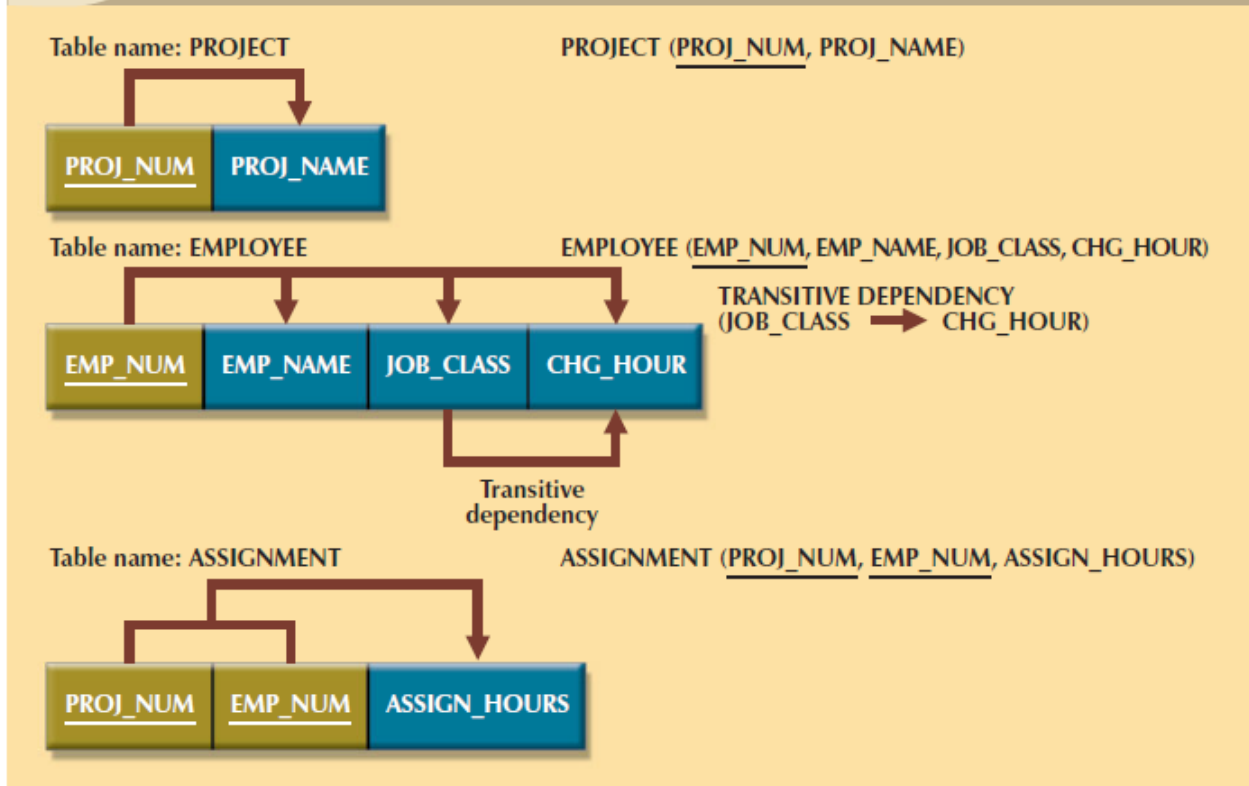 Table name: PROJECT
PROJECT (PROJ_NUM, PROJ_NAME)
PROJ_NUM
PROJ_NAME
Table name: EMPLOYEE
EMPLOYEE (EMP_NUM, EMP_NAME, JOB_CLASS, CHG_HOUR)
TRANSITIVE DEPENDENCY
(JOB_CLASS CHG_HOUR)
EMP_NUM
EMP_NAME
JOB_CLASS
CHG_HOUR
Transitive
dependency
Table name: ASSIGNMENT
ASSIGNMENT (PROJ_NUM, EMP_NUM, ASSIGN_HOURS)
PROJ_NUM
EMP_NUM
ASSIGN_HOURS